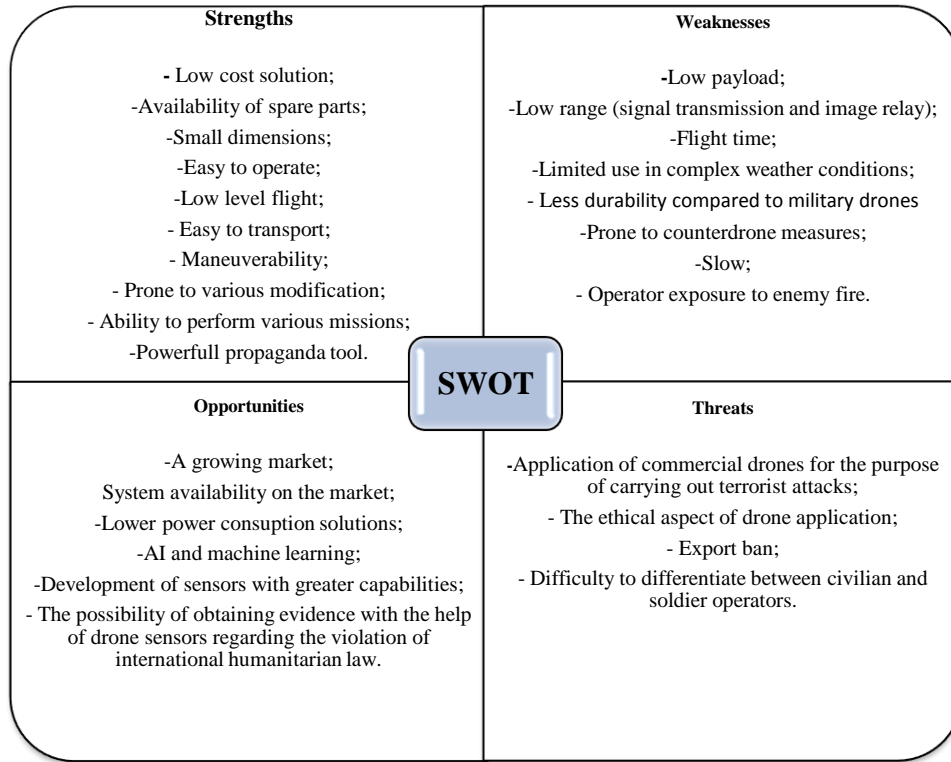 Strengths
- Low cost solution;
-Availability of spare parts;
-Small dimensions;
-Easy to operate;
-Low level flight;
- Easy to transport;
- Maneuverability;
- Prone to various modification;
- Ability to perform various missions;
-Powerfull propaganda tool.
Weaknesses
-Low payload;
-Low range (signal transmission and image relay);
-Flight time;
-Limited use in complex weather conditions;
- Less durability compared to military drones
-Prone to counterdrone measures;
-Slow;
- Operator exposure to enemy fire.
SWOT
Opportunities
-A growing market;
System availability on the market;
-Lower power consuption solutions;
-AI and machine learning;
-Development of sensors with greater capabilities;
- The possibility of obtaining evidence with the help
of drone sensors regarding the violation of
international humanitarian law.
Threats
-Application of commercial drones for the purpose
of carrying out terrorist attacks;
- The ethical aspect of drone application;
- Export ban;
- Difficulty to differentiate between civilian and
soldier operators.